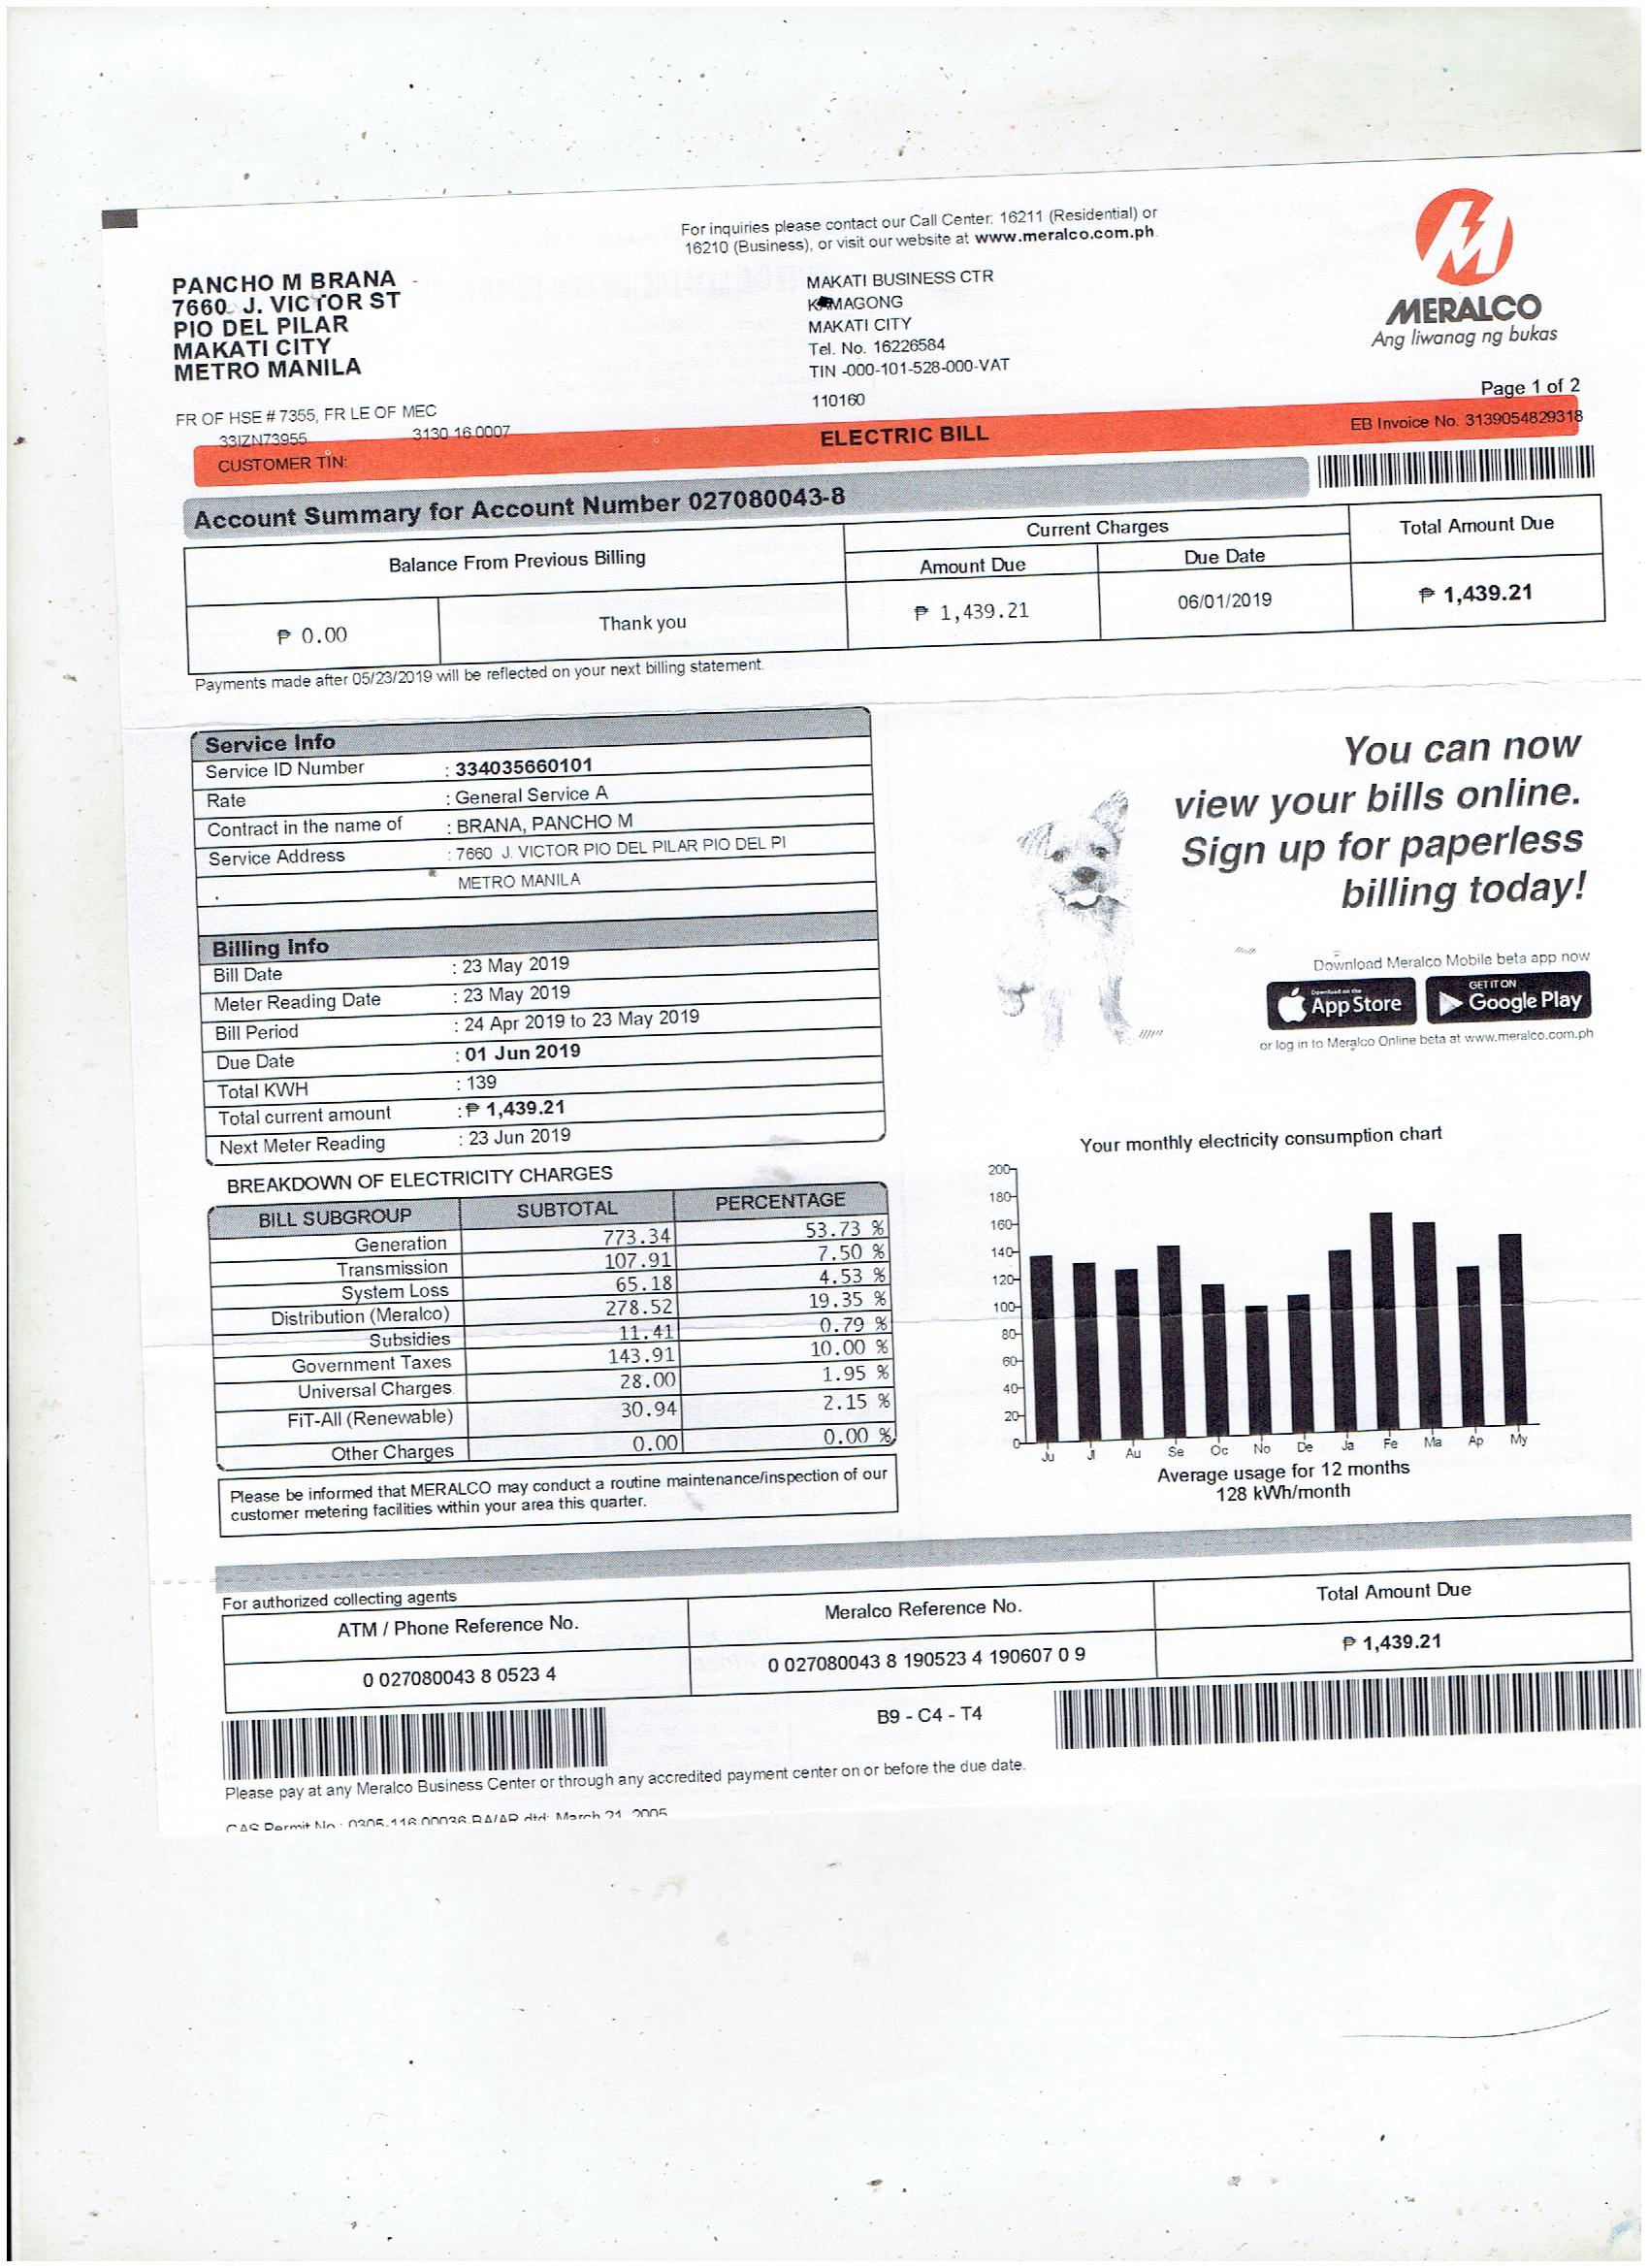 For inquiries please contact our Call Center: 16211 (Residential) or
16210 (Business), or visit our website at www.meralco.com.ph.
PANCHO M BRANA
7660 J. VICTOR ST
PIO DEL PILAR
MAKATI CITY
METRO MANILA
MAKATI BUSINESS CTR
KAMAGONG
MAKATI CITY
Tel. No. 16226584
TIN -000-101-528-000-VAT
110160
MERALCO
Ang liwanag ng bukas
Page 1 of 2
FR OF HSE # 7355, FR LE OF MEC
33IZN73955 3130 16 0007
CUSTOMER TIN:
ELECTRIC BILL
EB Invoice No. 3139054829318
Account Summary for Account Number 027080043-8
Balance From Previous Billing Current Charges Total Amount Due
Amount Due Due Date
₱ 0.00 Thank you ₱ 1,439.21 06/01/2019 ₱ 1,439.21
Payments made after 05/23/2019 will be reflected on your next billing statement.
Service Info
Service ID Number : 334035660101
Rate : General Service A
Contract in the name of : BRANA, PANCHO M
Service Address : 7660 J. VICTOR PIO DEL PILAR PIO DEL PI
METRO MANILA
Billing Info
Bill Date : 23 May 2019
Meter Reading Date : 23 May 2019
Bill Period : 24 Apr 2019 to 23 May 2019
Due Date : 01 Jun 2019
Total KWH : 139
Total current amount : ₱ 1,439.21
Next Meter Reading : 23 Jun 2019
You can now
view your bills online.
Sign up for paperless
billing today!
Download Meralco Mobile beta app now
Download on the
App Store
GET IT ON
Google Play
or log in to Meralco Online beta at www.meralco.com.ph
BREAKDOWN OF ELECTRICITY CHARGES
BILL SUBGROUP SUBTOTAL PERCENTAGE
Generation 773.34 53.73 %
Transmission 107.91 7.50 %
System Loss 65.18 4.53 %
Distribution (Meralco) 278.52 19.35 %
Subsidies 11.41 0.79 %
Government Taxes 143.91 10.00 %
Universal Charges 28.00 1.95 %
FiT-All (Renewable) 30.94 2.15 %
Other Charges 0.00 0.00 %
Please be informed that MERALCO may conduct a routine maintenance/inspection of our
customer metering facilities within your area this quarter.
Your monthly electricity consumption chart
200
180
160
140
120
100
80
60
40
20
0
Ju Jl Au Se Oc No De Ja Fe Ma Ap My
Average usage for 12 months
128 kWh/month
For authorized collecting agents
ATM / Phone Reference No. Meralco Reference No. Total Amount Due
0 027080043 8 0523 4 0 027080043 8 190523 4 190607 0 9 ₱ 1,439.21
B9 - C4 - T4
Please pay at any Meralco Business Center or through any accredited payment center on or before the due date.
CAS Permit No.: 0305-116 00036 BA/AR dtd: March 21, 2005